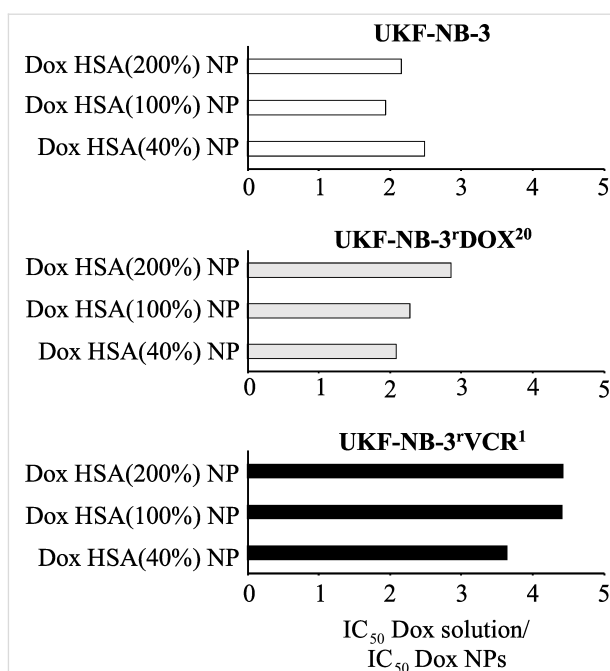 UKF-NB-3
Dox HSA(200%) NP
Dox HSA(100%) NP
Dox HSA(40%) NP
0 1 2 3 4 5
UKF-NB-3ʳDOX²⁰
Dox HSA(200%) NP
Dox HSA(100%) NP
Dox HSA(40%) NP
0 1 2 3 4 5
UKF-NB-3ʳVCR¹
Dox HSA(200%) NP
Dox HSA(100%) NP
Dox HSA(40%) NP
0 1 2 3 4 5
IC₅₀ Dox solution/
IC₅₀ Dox NPs